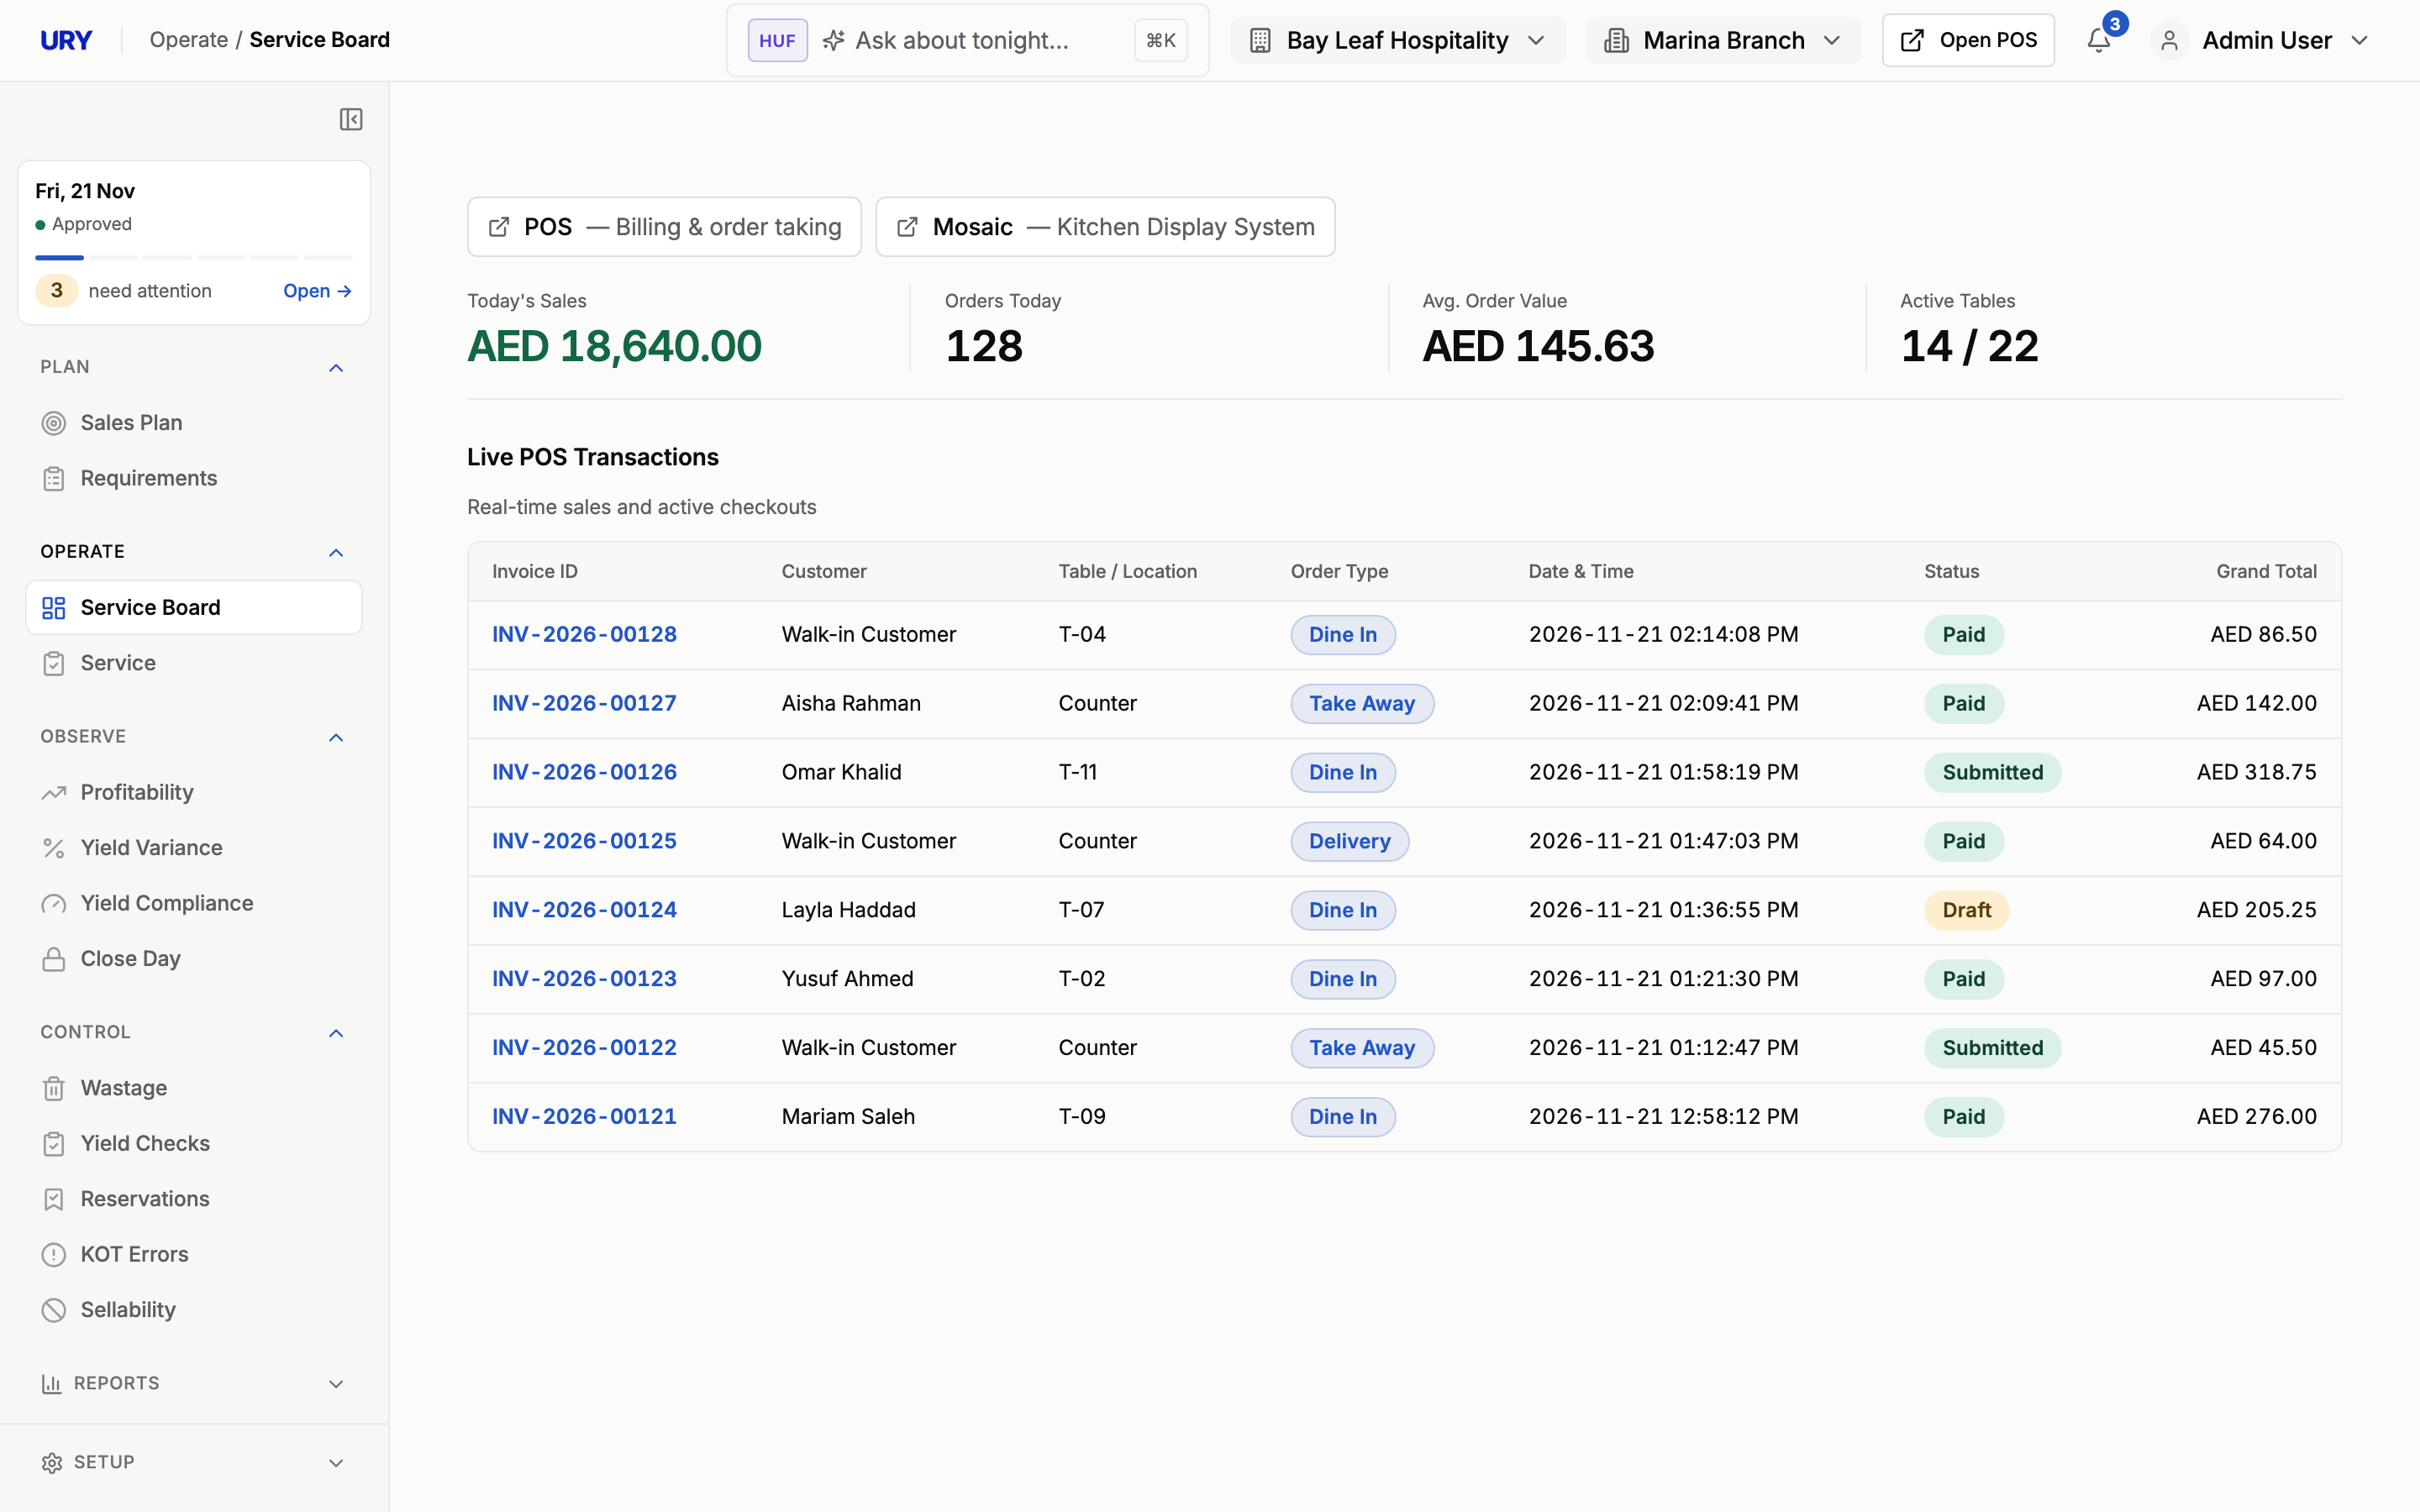 URY
Operate / Service Board
HUF Ask about tonight... ⌘K
Bay Leaf Hospitality
Marina Branch
Open POS
3
Admin User
Fri, 21 Nov
Approved
3 need attention Open →
PLAN
Sales Plan
Requirements
OPERATE
Service Board
Service
OBSERVE
Profitability
Yield Variance
Yield Compliance
Close Day
CONTROL
Wastage
Yield Checks
Reservations
KOT Errors
Sellability
REPORTS
SETUP
POS — Billing & order taking
Mosaic — Kitchen Display System
Today's Sales
AED 18,640.00
Orders Today
128
Avg. Order Value
AED 145.63
Active Tables
14 / 22
Live POS Transactions
Real-time sales and active checkouts
Invoice ID Customer Table / Location Order Type Date & Time Status Grand Total
INV-2026-00128 Walk-in Customer T-04 Dine In 2026-11-21 02:14:08 PM Paid AED 86.50
INV-2026-00127 Aisha Rahman Counter Take Away 2026-11-21 02:09:41 PM Paid AED 142.00
INV-2026-00126 Omar Khalid T-11 Dine In 2026-11-21 01:58:19 PM Submitted AED 318.75
INV-2026-00125 Walk-in Customer Counter Delivery 2026-11-21 01:47:03 PM Paid AED 64.00
INV-2026-00124 Layla Haddad T-07 Dine In 2026-11-21 01:36:55 PM Draft AED 205.25
INV-2026-00123 Yusuf Ahmed T-02 Dine In 2026-11-21 01:21:30 PM Paid AED 97.00
INV-2026-00122 Walk-in Customer Counter Take Away 2026-11-21 01:12:47 PM Submitted AED 45.50
INV-2026-00121 Mariam Saleh T-09 Dine In 2026-11-21 12:58:12 PM Paid AED 276.00